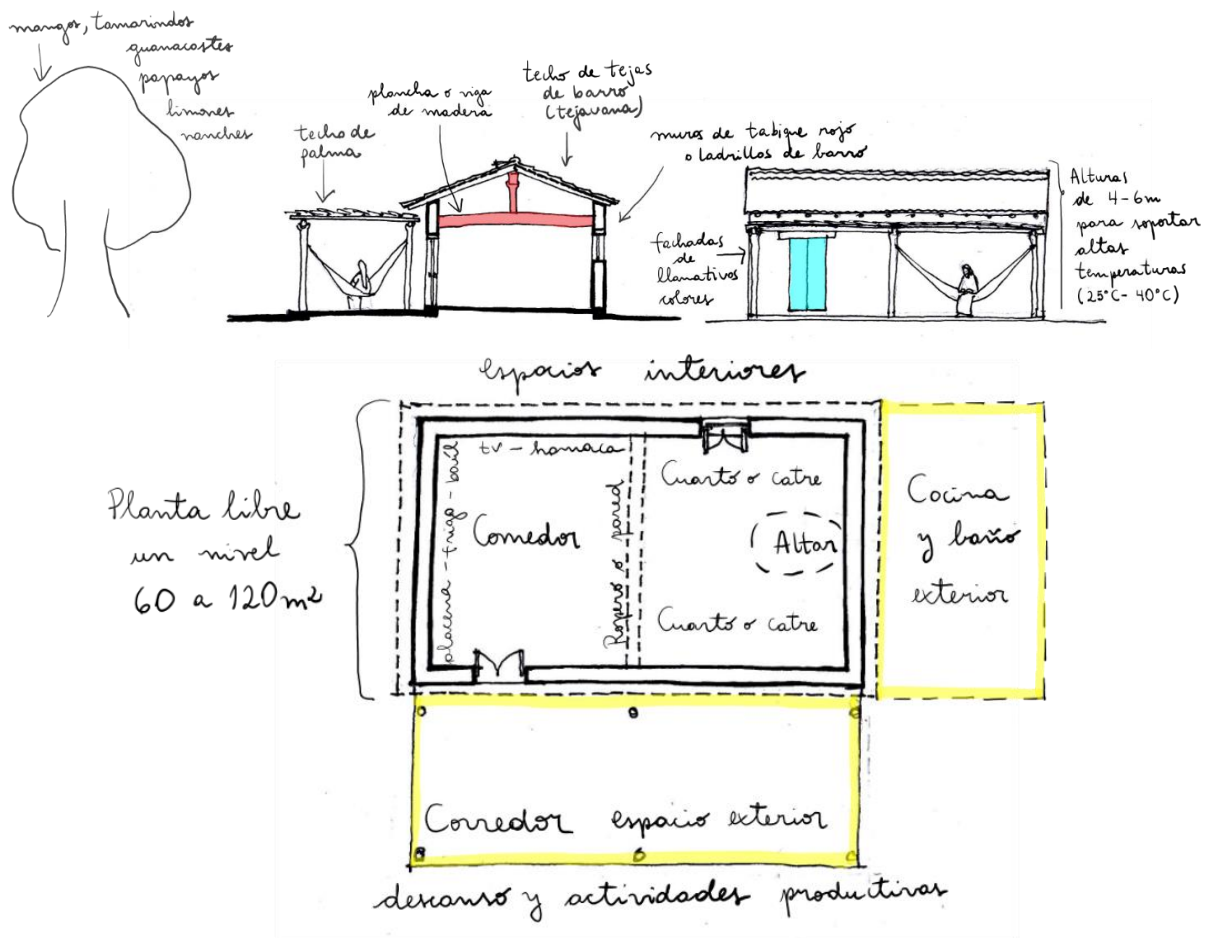 mangos, tamarindos
guanacastes
papayos
limones
nanches
techo de
palma
plancha o viga
de madera
techo de tejas
de barro
(tejavana)
muros de tabique rojo
o ladrillos de barro
fachadas
de
llamativos
colores
Alturas
de 4-6m
para soportar
altas
temperaturas
(25°C - 40°C)
espacios interiores
Planta libre
un nivel
60 a 120m²
placena - trigo - baúl
tv - hamaca
Comedor
Ropero o pared
Cuarto o catre
Altar
Cuarto o catre
Cocina
y baño
exterior
Corredor espacio exterior
descanso y actividades productivas